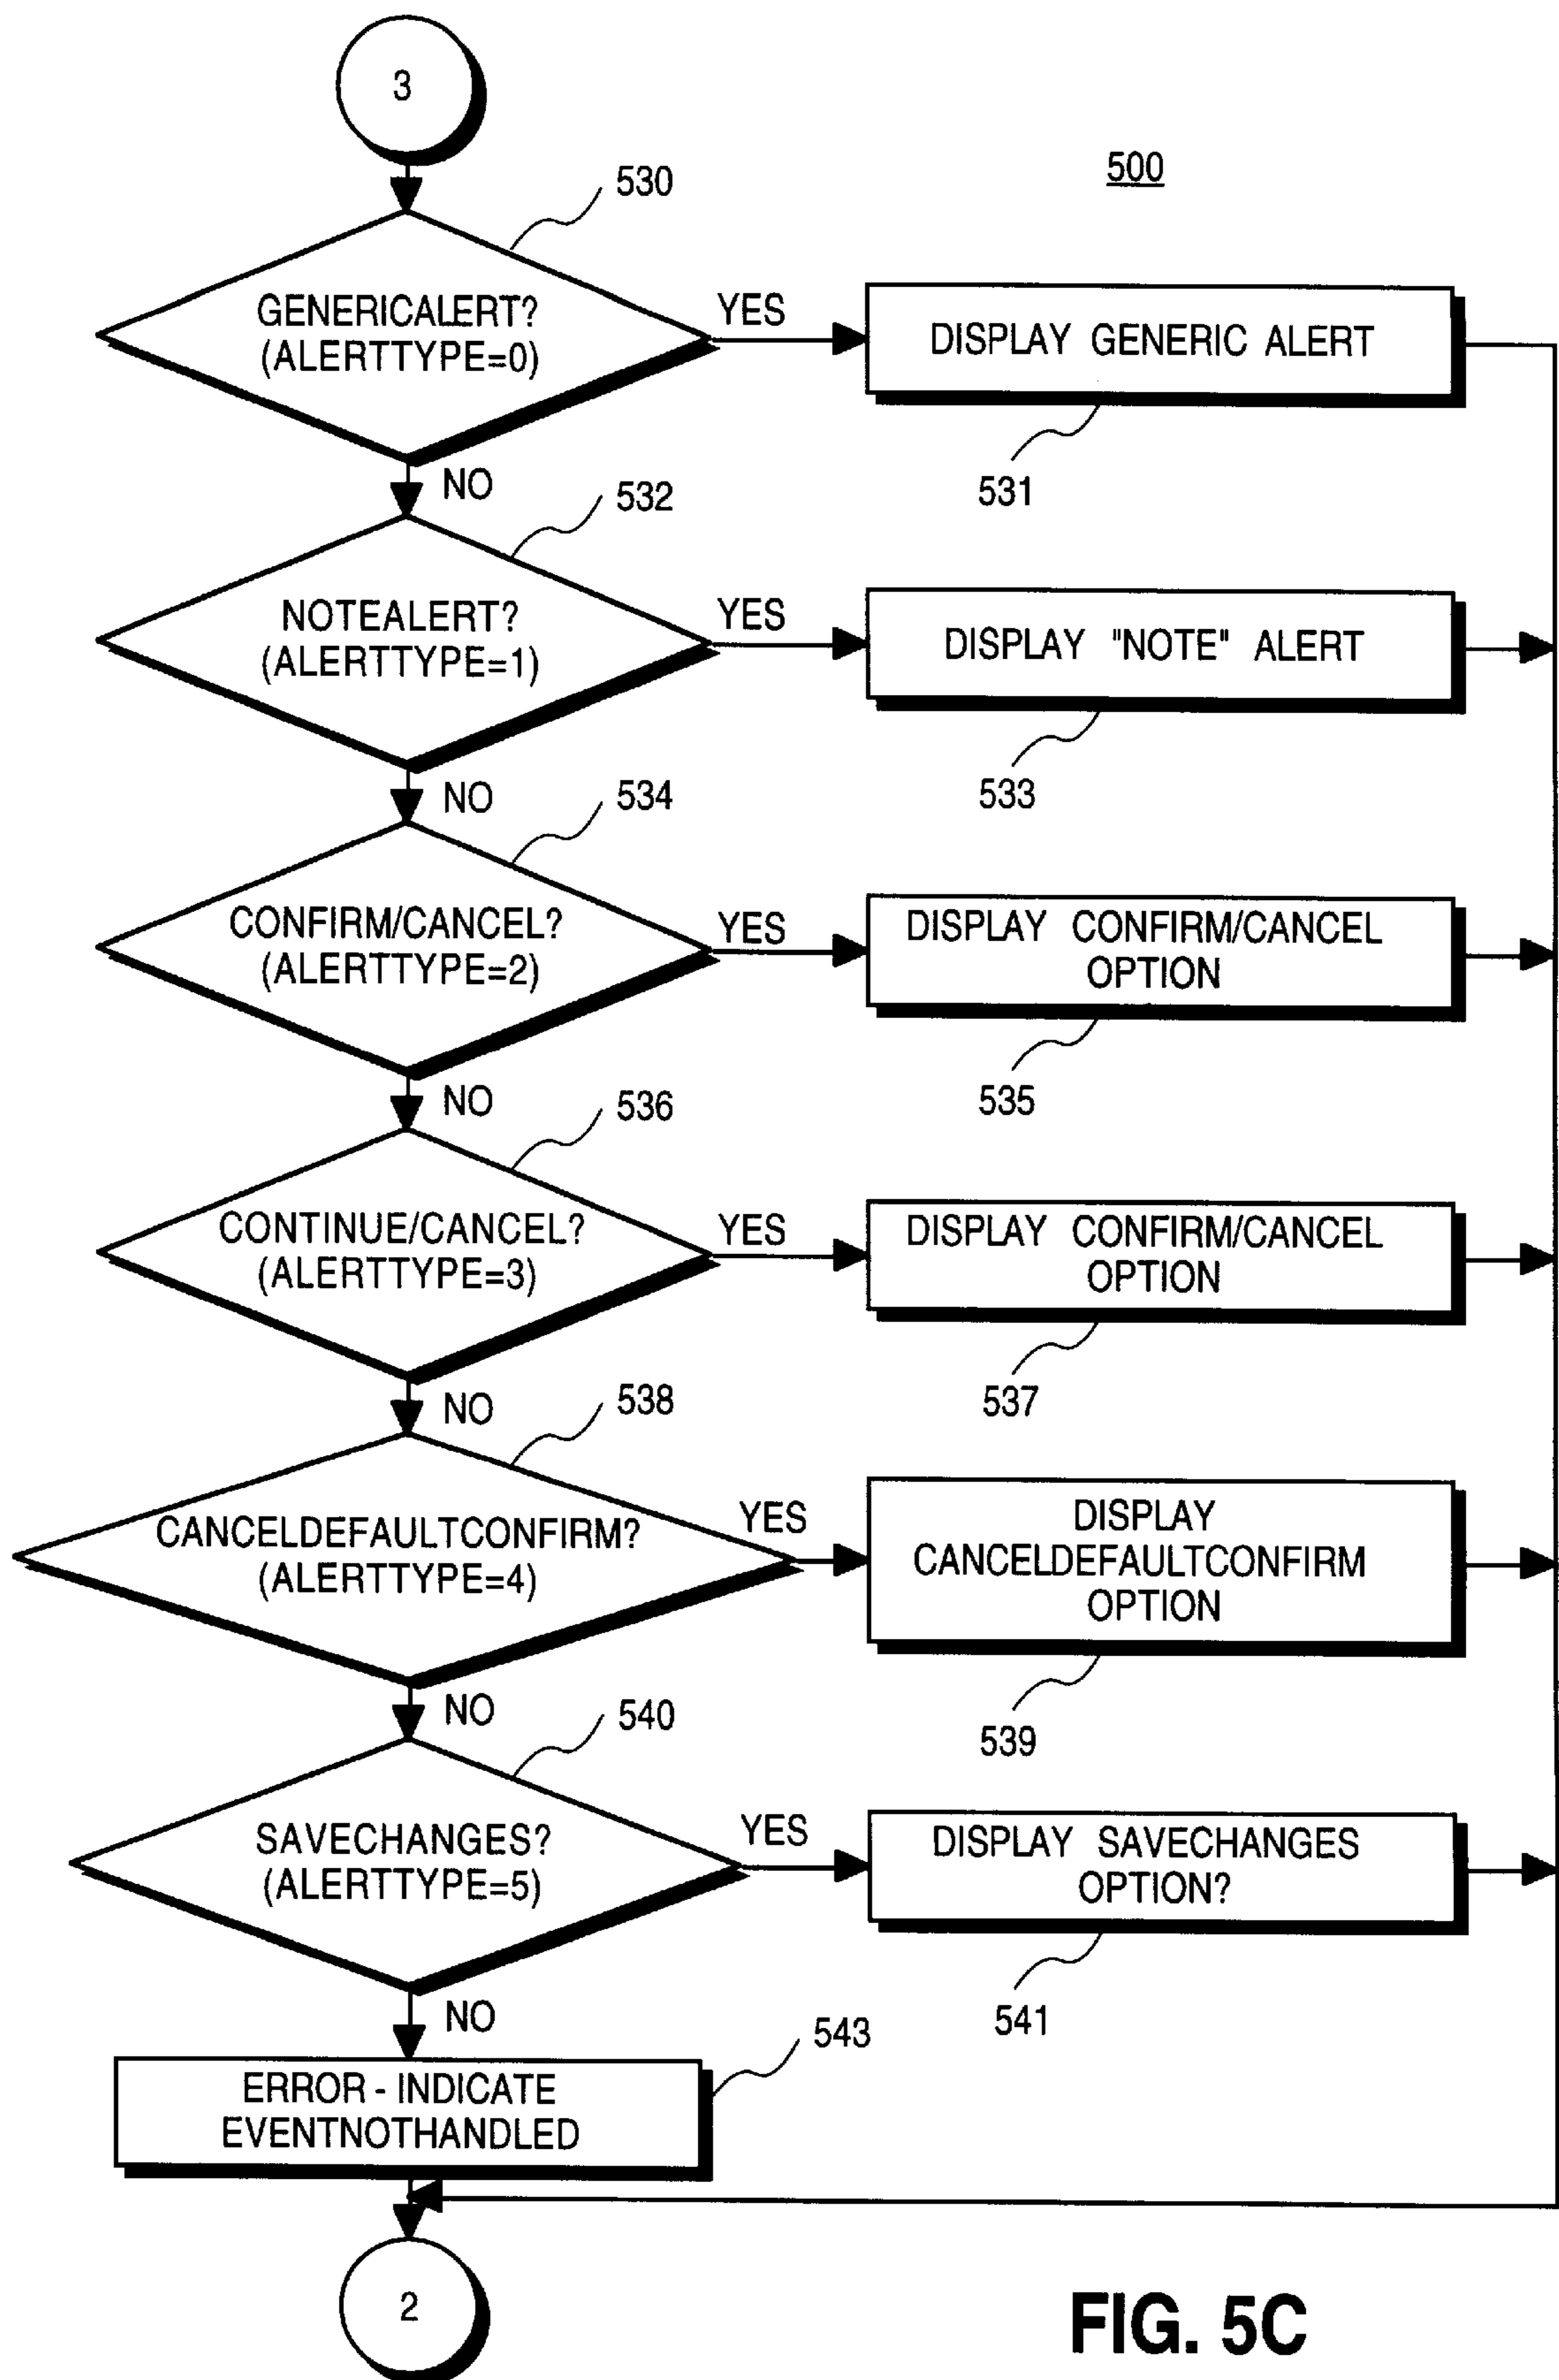 3
500
530
GENERICALERT?
(ALERTTYPE=0)
YES
DISPLAY GENERIC ALERT
531
NO
532
NOTEALERT?
(ALERTTYPE=1)
YES
DISPLAY "NOTE" ALERT
533
NO
534
CONFIRM/CANCEL?
(ALERTTYPE=2)
YES
DISPLAY CONFIRM/CANCEL
OPTION
535
NO
536
CONTINUE/CANCEL?
(ALERTTYPE=3)
YES
DISPLAY CONFIRM/CANCEL
OPTION
537
NO
538
CANCELDEFAULTCONFIRM?
(ALERTTYPE=4)
YES
DISPLAY
CANCELDEFAULTCONFIRM
OPTION
539
NO
540
SAVECHANGES?
(ALERTTYPE=5)
YES
DISPLAY SAVECHANGES
OPTION?
541
NO
543
ERROR - INDICATE
EVENTNOTHANDLED
2
FIG. 5C